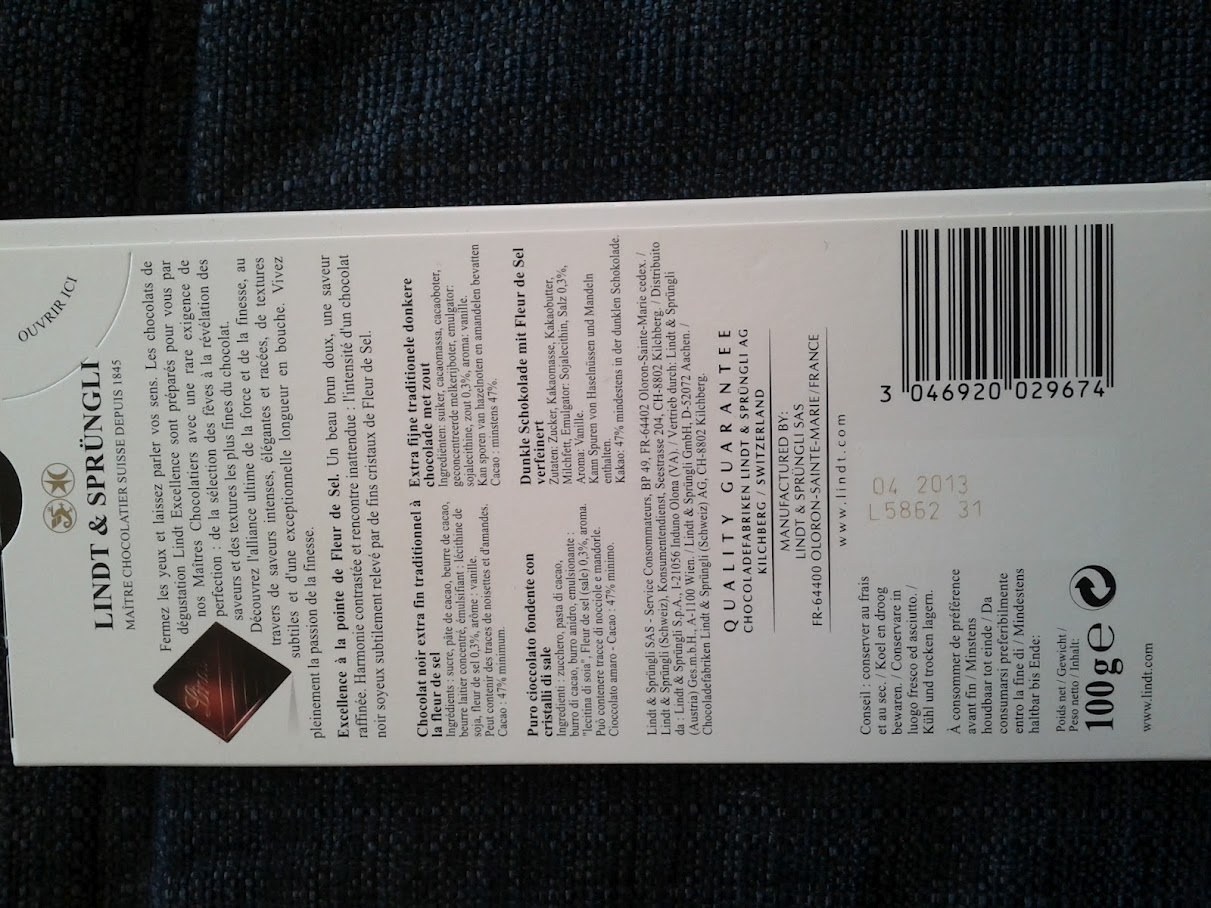 OUVRIR ICI
LINDT & SPRÜNGLI
MAÎTRE CHOCOLATIER SUISSE DEPUIS 1845
Fermez les yeux et laissez parler vos sens. Les chocolats de
dégustation Lindt Excellence sont préparés pour vous par
nos Maîtres Chocolatiers avec une rare exigence de
perfection : de la sélection des fèves à la révélation des
saveurs et des textures les plus fines du chocolat.
Découvrez l'alliance ultime de la force et de la finesse, au
travers de saveurs intenses, élégantes et racées, de textures
subtiles et d'une exceptionnelle longueur en bouche. Vivez
pleinement la passion de la finesse.
Excellence à la pointe de Fleur de Sel. Un beau brun doux, une saveur
raffinée. Harmonie contrastée et rencontre inattendue : l'intensité d'un chocolat
noir soyeux subtilement relevé par de fins cristaux de Fleur de Sel.
Chocolat noir extra fin traditionnel à
la fleur de sel
Ingrédients : sucre, pâte de cacao, beurre de cacao,
beurre laitier concentré, émulsifiant : lécithine de
soja, fleur de sel 0,3%, arôme : vanille.
Peut contenir des traces de noisettes et d'amandes.
Cacao : 47% minimum.
Extra fijne traditionele donkere
chocolade met zout
Ingrediënten: suiker, cacaomassa, cacaoboter,
geconcentreerde melkerijboter, emulgator:
sojalecithine, zout 0,3%, aroma: vanille.
Kan sporen van hazelnoten en amandelen bevatten
Cacao : minstens 47%.
Puro cioccolato fondente con
cristalli di sale
Ingredienti : zucchero, pasta di cacao,
burro di cacao, burro anidro, emulsionante :
"lecitina di soia", Fleur de sel (sale) 0,3%, aroma.
Può contenere tracce di nocciole e mandorle.
Cioccolato amaro - Cacao : 47% minimo.
Dunkle Schokolade mit Fleur de Sel
verfeinert
Zutaten: Zucker, Kakaomasse, Kakaobutter,
Milchfett, Emulgator: Sojalecithin, Salz 0,3%,
Aroma: Vanille.
Kann Spuren von Haselnüssen und Mandeln
enthalten.
Kakao: 47% mindestens in der dunklen Schokolade.
Lindt & Sprüngli SAS - Service Consommateurs, BP 49, FR-64402 Oloron-Sainte-Marie cedex. /
Lindt & Sprüngli (Schweiz), Konsumentendienst, Seestrasse 204, CH-8802 Kilchberg. / Distribuito
da : Lindt & Sprüngli S.p.A., I-21056 Induno Olona (VA). / Vertrieb durch: Lindt & Sprüngli
(Austria) Ges.m.b.H., A-1100 Wien. / Lindt & Sprüngli GmbH, D-52072 Aachen. /
Chocoladefabriken Lindt & Sprüngli (Schweiz) AG, CH-8802 Kilchberg.
QUALITY GUARANTEE
CHOCOLADEFABRIKEN LINDT & SPRÜNGLI AG
KILCHBERG / SWITZERLAND
MANUFACTURED BY:
LINDT & SPRÜNGLI SAS
FR-64400 OLORON-SAINTE-MARIE/FRANCE
www.lindt.com
Conseil : conserver au frais
et au sec. / Koel en droog
bewaren. / Conservare in
luogo fresco ed asciutto. /
Kühl und trocken lagern.
À consommer de préférence
avant fin / Minstens
houdbaar tot einde / Da
consumarsi preferibilmente
entro la fine di / Mindestens
haltbar bis Ende:
04 2013
L5862 31
3 046920 029674
Poids net / Gewicht /
Peso netto / Inhalt:
100g e
www.lindt.com